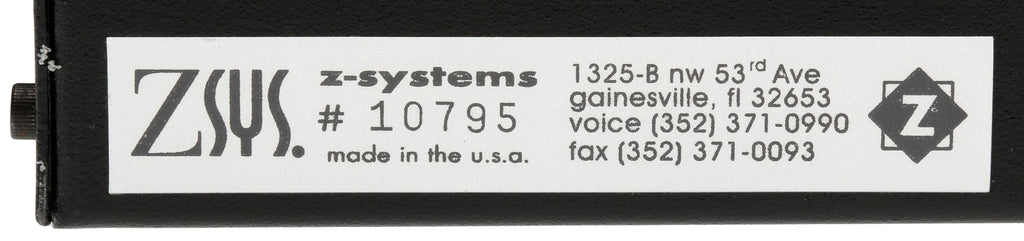 Zsys.
z-systems
# 10795
made in the u.s.a.
1325-B nw 53rd Ave
gainesville, fl 32653
voice (352) 371-0990
fax (352) 371-0093
Z